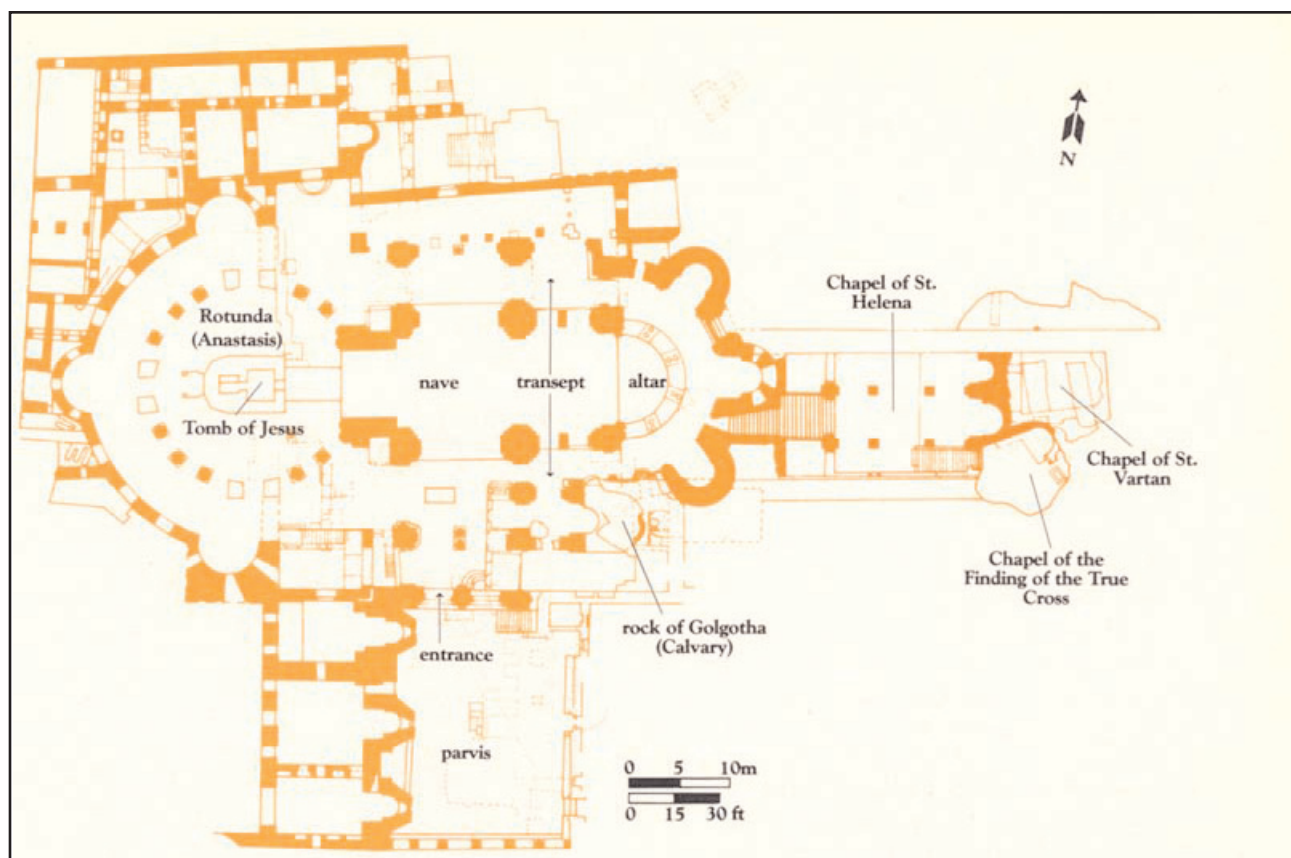 N
Chapel of St.
Helena
Rotunda
(Anastasis)
nave
transept
altar
Tomb of Jesus
Chapel of St.
Vartan
Chapel of the
Finding of the True
Cross
rock of Golgotha
(Calvary)
entrance
parvis
0 5 10m
0 15 30 ft